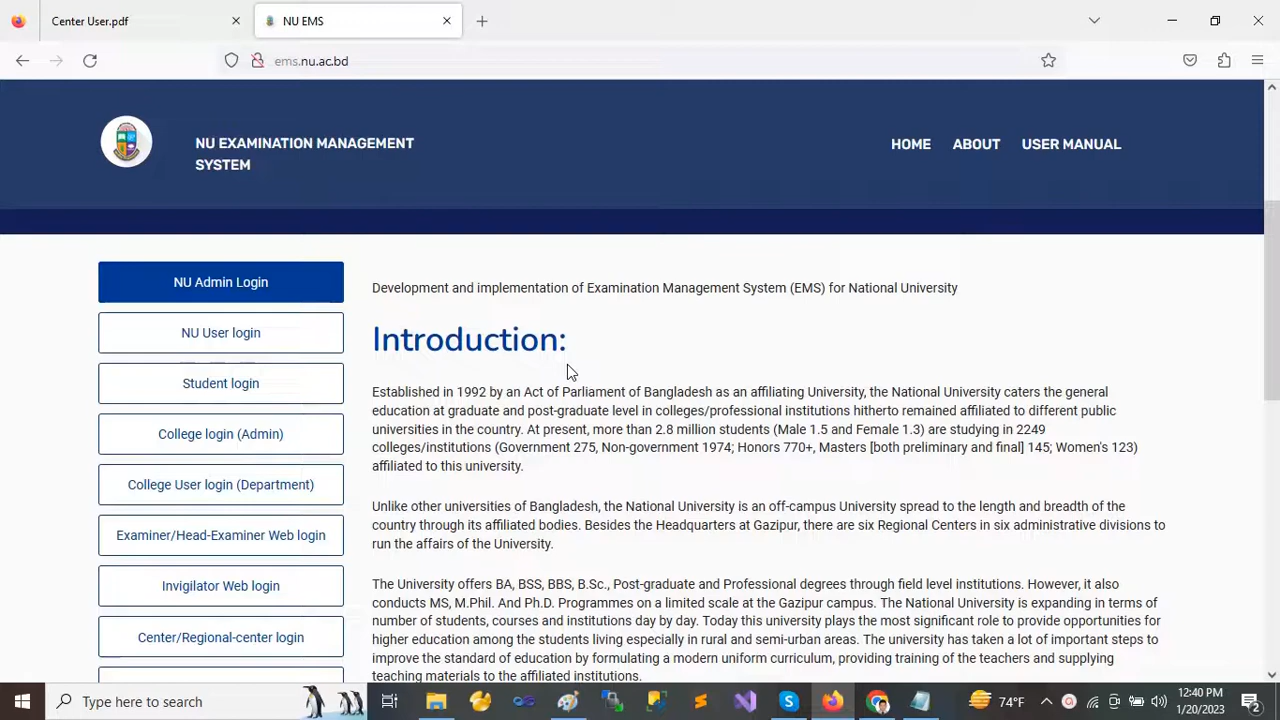 Center User.pdf
NU EMS
ems.nu.ac.bd
NU EXAMINATION MANAGEMENT
SYSTEM
HOME
ABOUT
USER MANUAL
NU Admin Login
NU User login
Student login
College login (Admin)
College User login (Department)
Examiner/Head-Examiner Web login
Invigilator Web login
Center/Regional-center login
Development and implementation of Examination Management System (EMS) for National University
Introduction:
Established in 1992 by an Act of Parliament of Bangladesh as an affiliating University, the National University caters the general
education at graduate and post-graduate level in colleges/professional institutions hitherto remained affiliated to different public
universities in the country. At present, more than 2.8 million students (Male 1.5 and Female 1.3) are studying in 2249
colleges/institutions (Government 275, Non-government 1974; Honors 770+, Masters [both preliminary and final] 145; Women's 123)
affiliated to this university.
Unlike other universities of Bangladesh, the National University is an off-campus University spread to the length and breadth of the
country through its affiliated bodies. Besides the Headquarters at Gazipur, there are six Regional Centers in six administrative divisions to
run the affairs of the University.
The University offers BA, BSS, BBS, B.Sc., Post-graduate and Professional degrees through field level institutions. However, it also
conducts MS, M.Phil. And Ph.D. Programmes on a limited scale at the Gazipur campus. The National University is expanding in terms of
number of students, courses and institutions day by day. Today this university plays the most significant role to provide opportunities for
higher education among the students living especially in rural and semi-urban areas. The university has taken a lot of important steps to
improve the standard of education by formulating a modern uniform curriculum, providing training of the teachers and supplying
teaching materials to the affiliated institutions.
Type here to search
74°F
12:40 PM
1/20/2023
2